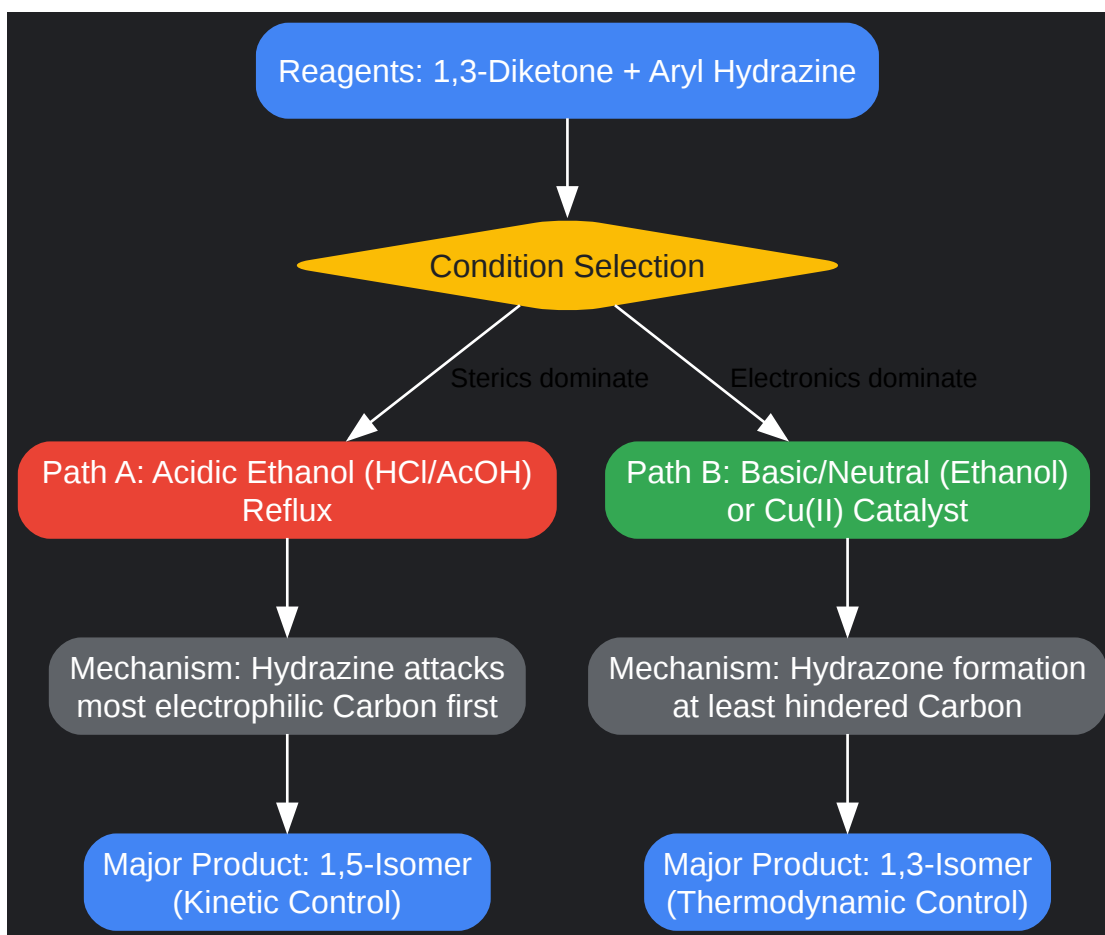 Reagents: 1,3-Diketone + Aryl Hydrazine
Condition Selection
Sterics dominate
Electronics dominate
Path A: Acidic Ethanol (HCl/AcOH)
Reflux
Path B: Basic/Neutral (Ethanol)
or Cu(II) Catalyst
Mechanism: Hydrazine attacks
most electrophilic Carbon first
Mechanism: Hydrazone formation
at least hindered Carbon
Major Product: 1,5-Isomer
(Kinetic Control)
Major Product: 1,3-Isomer
(Thermodynamic Control)